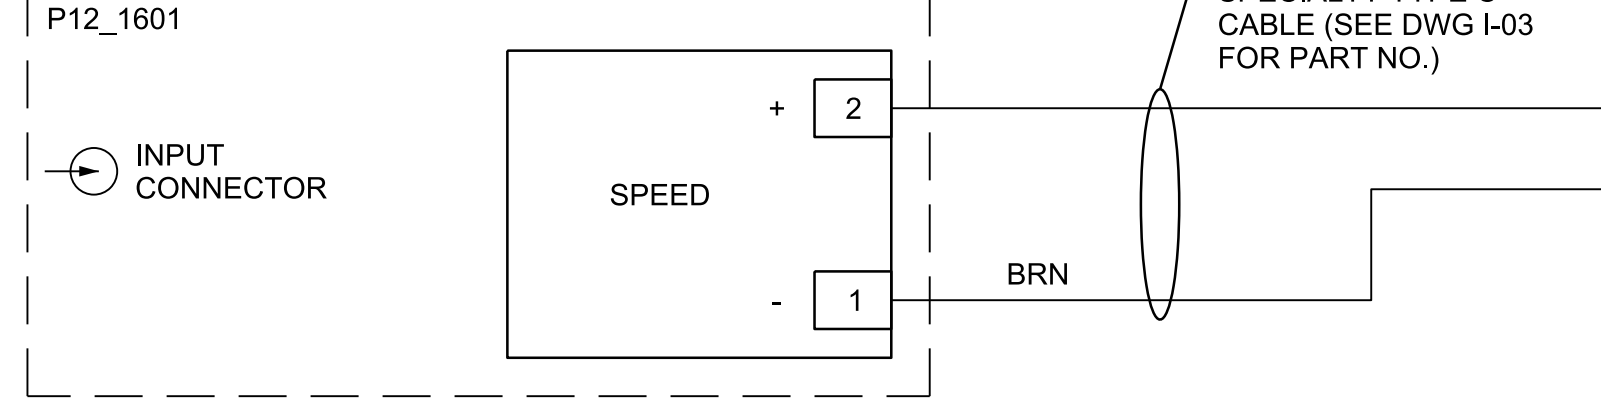 P12_1601
CABLE (SEE DWG I-03
FOR PART NO.)
+
2
INPUT
CONNECTOR
SPEED
BRN
-
1